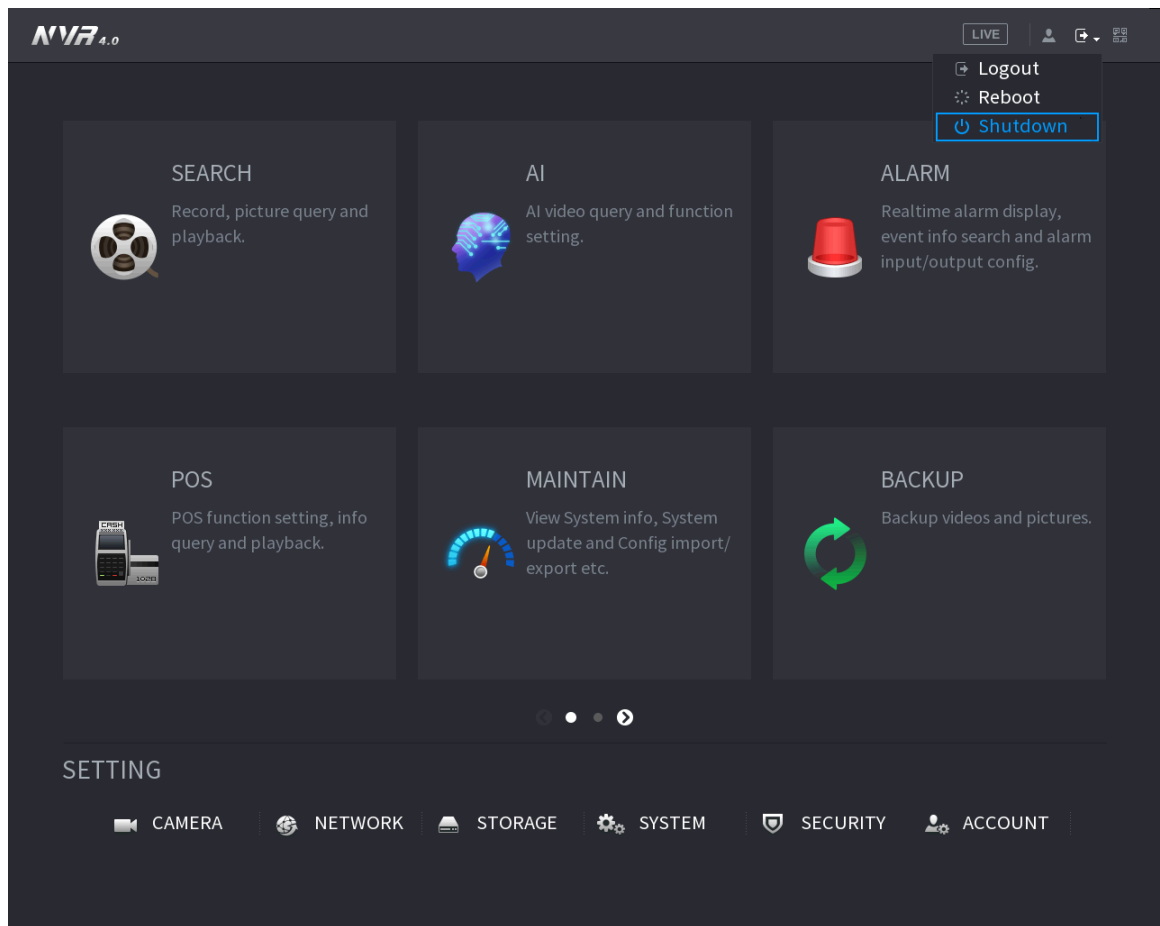 NVR 4.0
LIVE
Logout
Reboot
Shutdown
SEARCH
Record, picture query and
playback.
AI
AI video query and function
setting.
ALARM
Realtime alarm display,
event info search and alarm
input/output config.
POS
POS function setting, info
query and playback.
CASH
MAINTAIN
View System info, System
update and Config import/
export etc.
BACKUP
Backup videos and pictures.
SETTING
CAMERA
NETWORK
STORAGE
SYSTEM
SECURITY
ACCOUNT